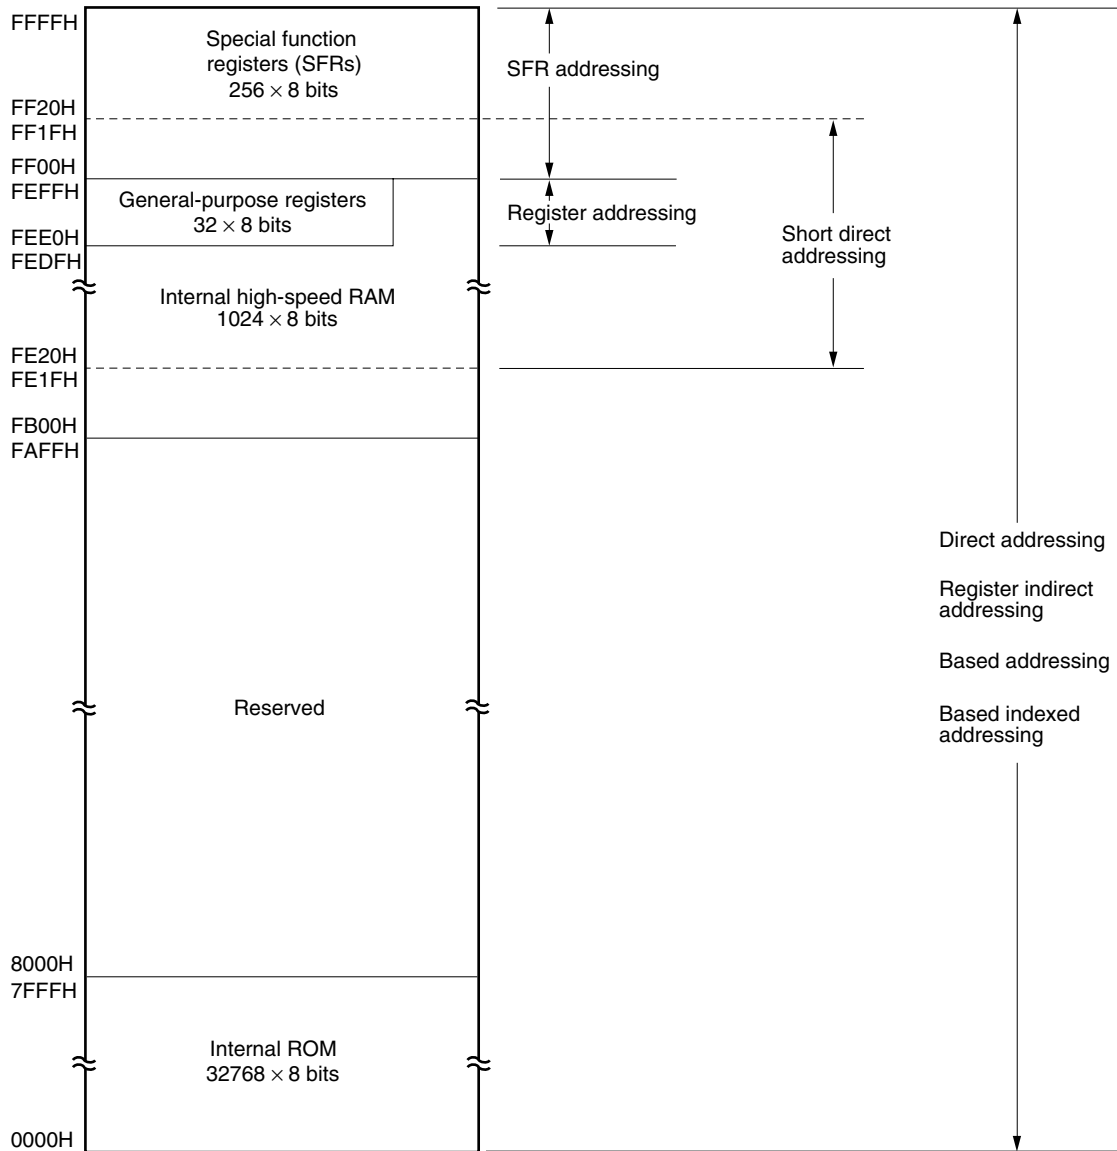 FFFFH
Special function
registers (SFRs)
256 × 8 bits
SFR addressing
FF20H
FF1FH
FF00H
FEFFH
General-purpose registers
32 × 8 bits
Register addressing
Short direct
addressing
FEE0H
FEDFH
Internal high-speed RAM
1024 × 8 bits
FE20H
FE1FH
FB00H
FAFFH
Direct addressing
Register indirect
addressing
Based addressing
Based indexed
addressing
Reserved
8000H
7FFFH
Internal ROM
32768 × 8 bits
0000H